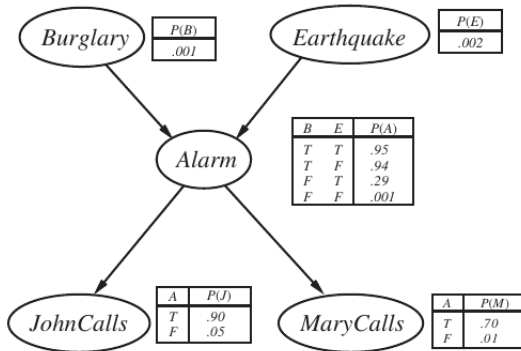 Burglary
P(B)
.001
Earthquake
P(E)
.002
Alarm
B E P(A)
T T .95
T F .94
F T .29
F F .001
JohnCalls
A P(J)
T .90
F .05
MaryCalls
A P(M)
T .70
F .01